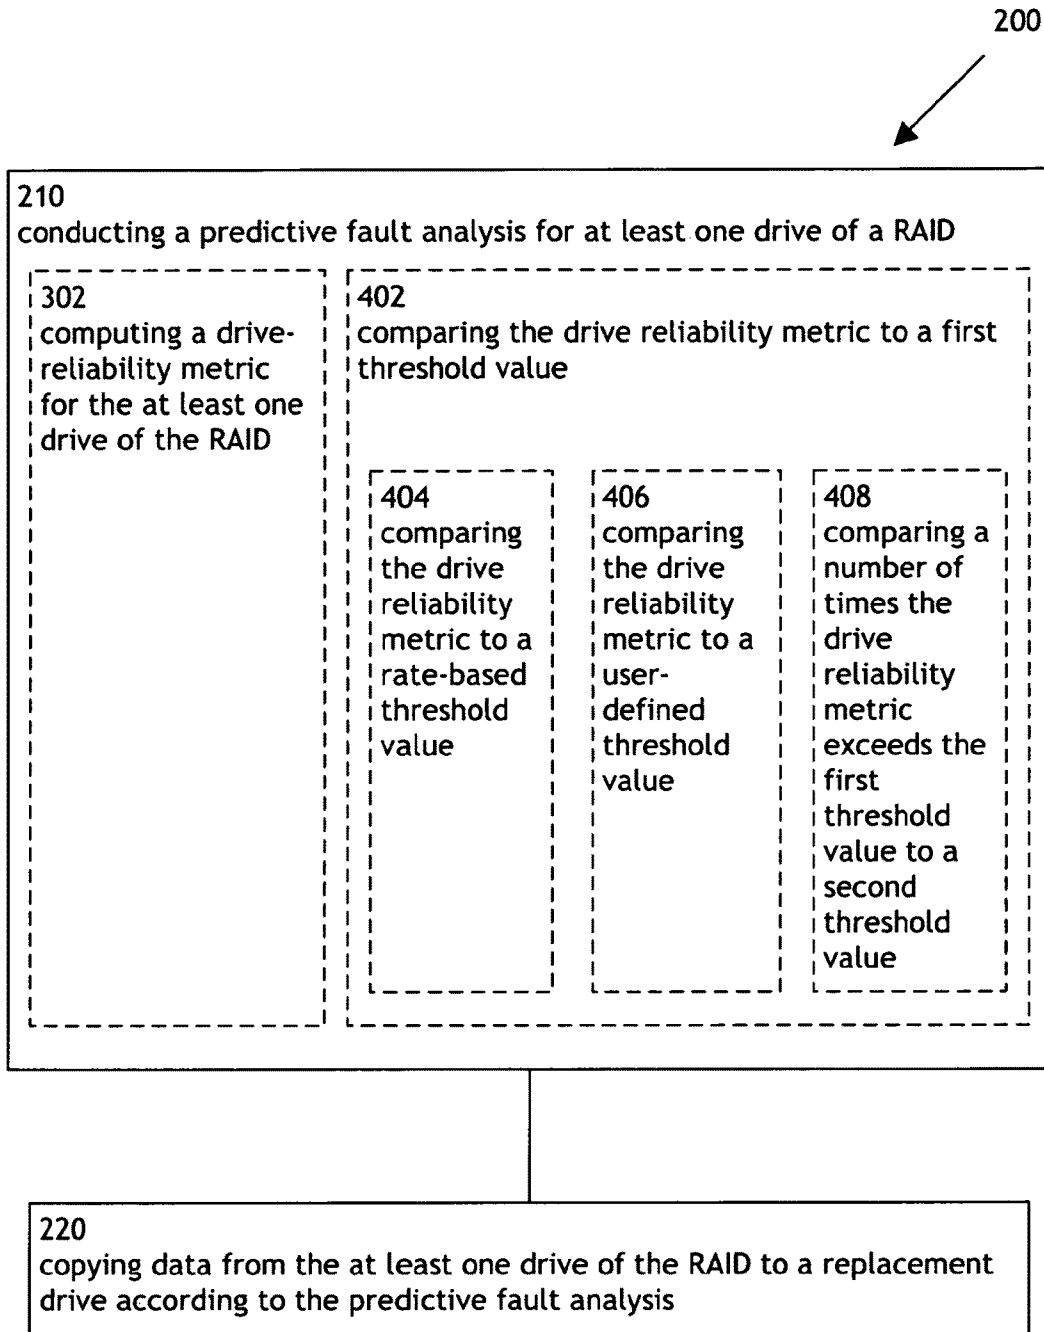 200
210
conducting a predictive fault analysis for at least one drive of a RAID
302
computing a drive-
reliability metric
for the at least one
drive of the RAID
402
comparing the drive reliability metric to a first
threshold value
404
comparing
the drive
reliability
metric to a
rate-based
threshold
value
406
comparing
the drive
reliability
metric to a
user-
defined
threshold
value
408
comparing a
number of
times the
drive
reliability
metric
exceeds the
first
threshold
value to a
second
threshold
value
220
copying data from the at least one drive of the RAID to a replacement
drive according to the predictive fault analysis